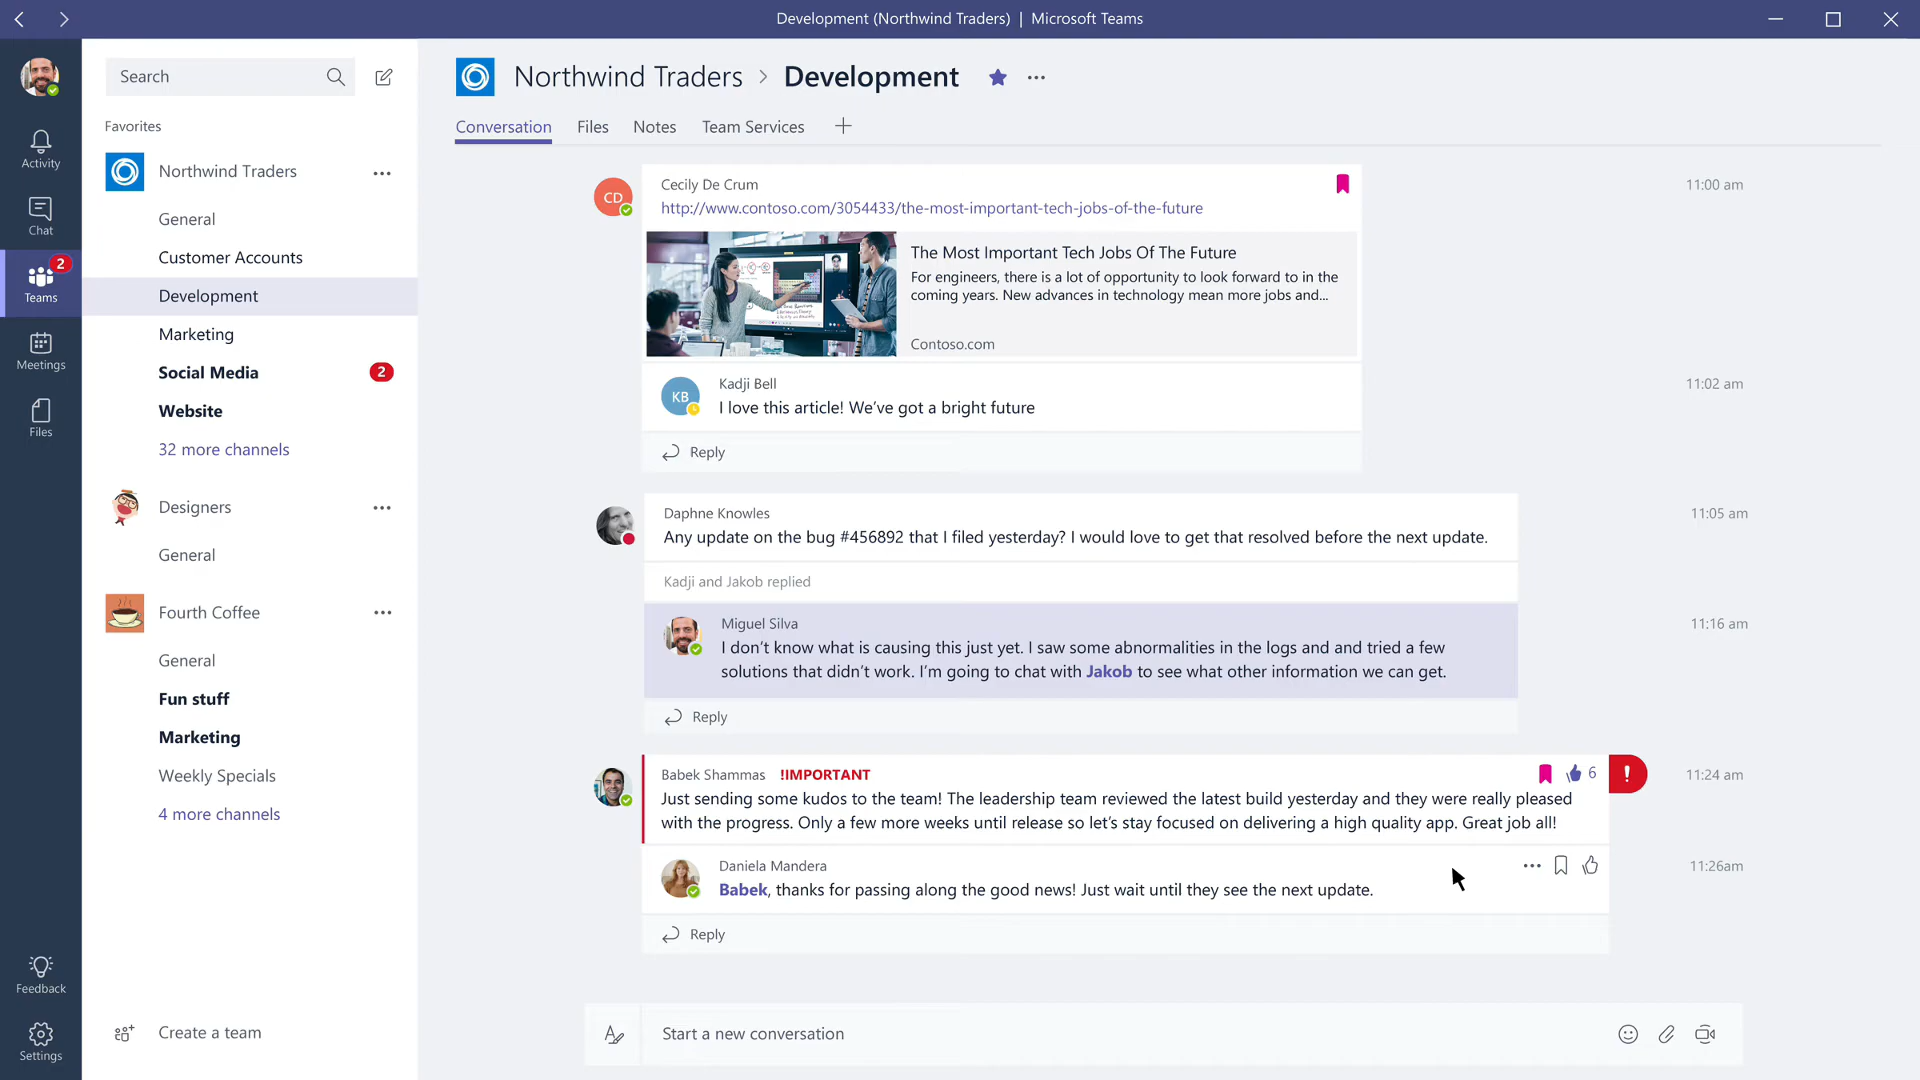 Development (Northwind Traders) | Microsoft Teams
Activity
Chat
2
Teams
Meetings
Files
Feedback
Settings
Search
Favorites
Northwind Traders
General
Customer Accounts
Development
Marketing
Social Media 2
Website
32 more channels
Designers
General
Fourth Coffee
General
Fun stuff
Marketing
Weekly Specials
4 more channels
Create a team
Northwind Traders > Development
Conversation Files Notes Team Services
CD
Cecily De Crum 11:00 am
http://www.contoso.com/3054433/the-most-important-tech-jobs-of-the-future
The Most Important Tech Jobs Of The Future
For engineers, there is a lot of opportunity to look forward to in the
coming years. New advances in technology mean more jobs and...
Contoso.com
KB
Kadji Bell 11:02 am
I love this article! We’ve got a bright future
Reply
Daphne Knowles 11:05 am
Any update on the bug #456892 that I filed yesterday? I would love to get that resolved before the next update.
Kadji and Jakob replied
Miguel Silva 11:16 am
I don’t know what is causing this just yet. I saw some abnormalities in the logs and and tried a few
solutions that didn’t work. I’m going to chat with Jakob to see what other information we can get.
Reply
Babek Shammas !IMPORTANT 6 ! 11:24 am
Just sending some kudos to the team! The leadership team reviewed the latest build yesterday and they were really pleased
with the progress. Only a few more weeks until release so let’s stay focused on delivering a high quality app. Great job all!
Daniela Mandera 11:26am
Babek, thanks for passing along the good news! Just wait until they see the next update.
Reply
Start a new conversation